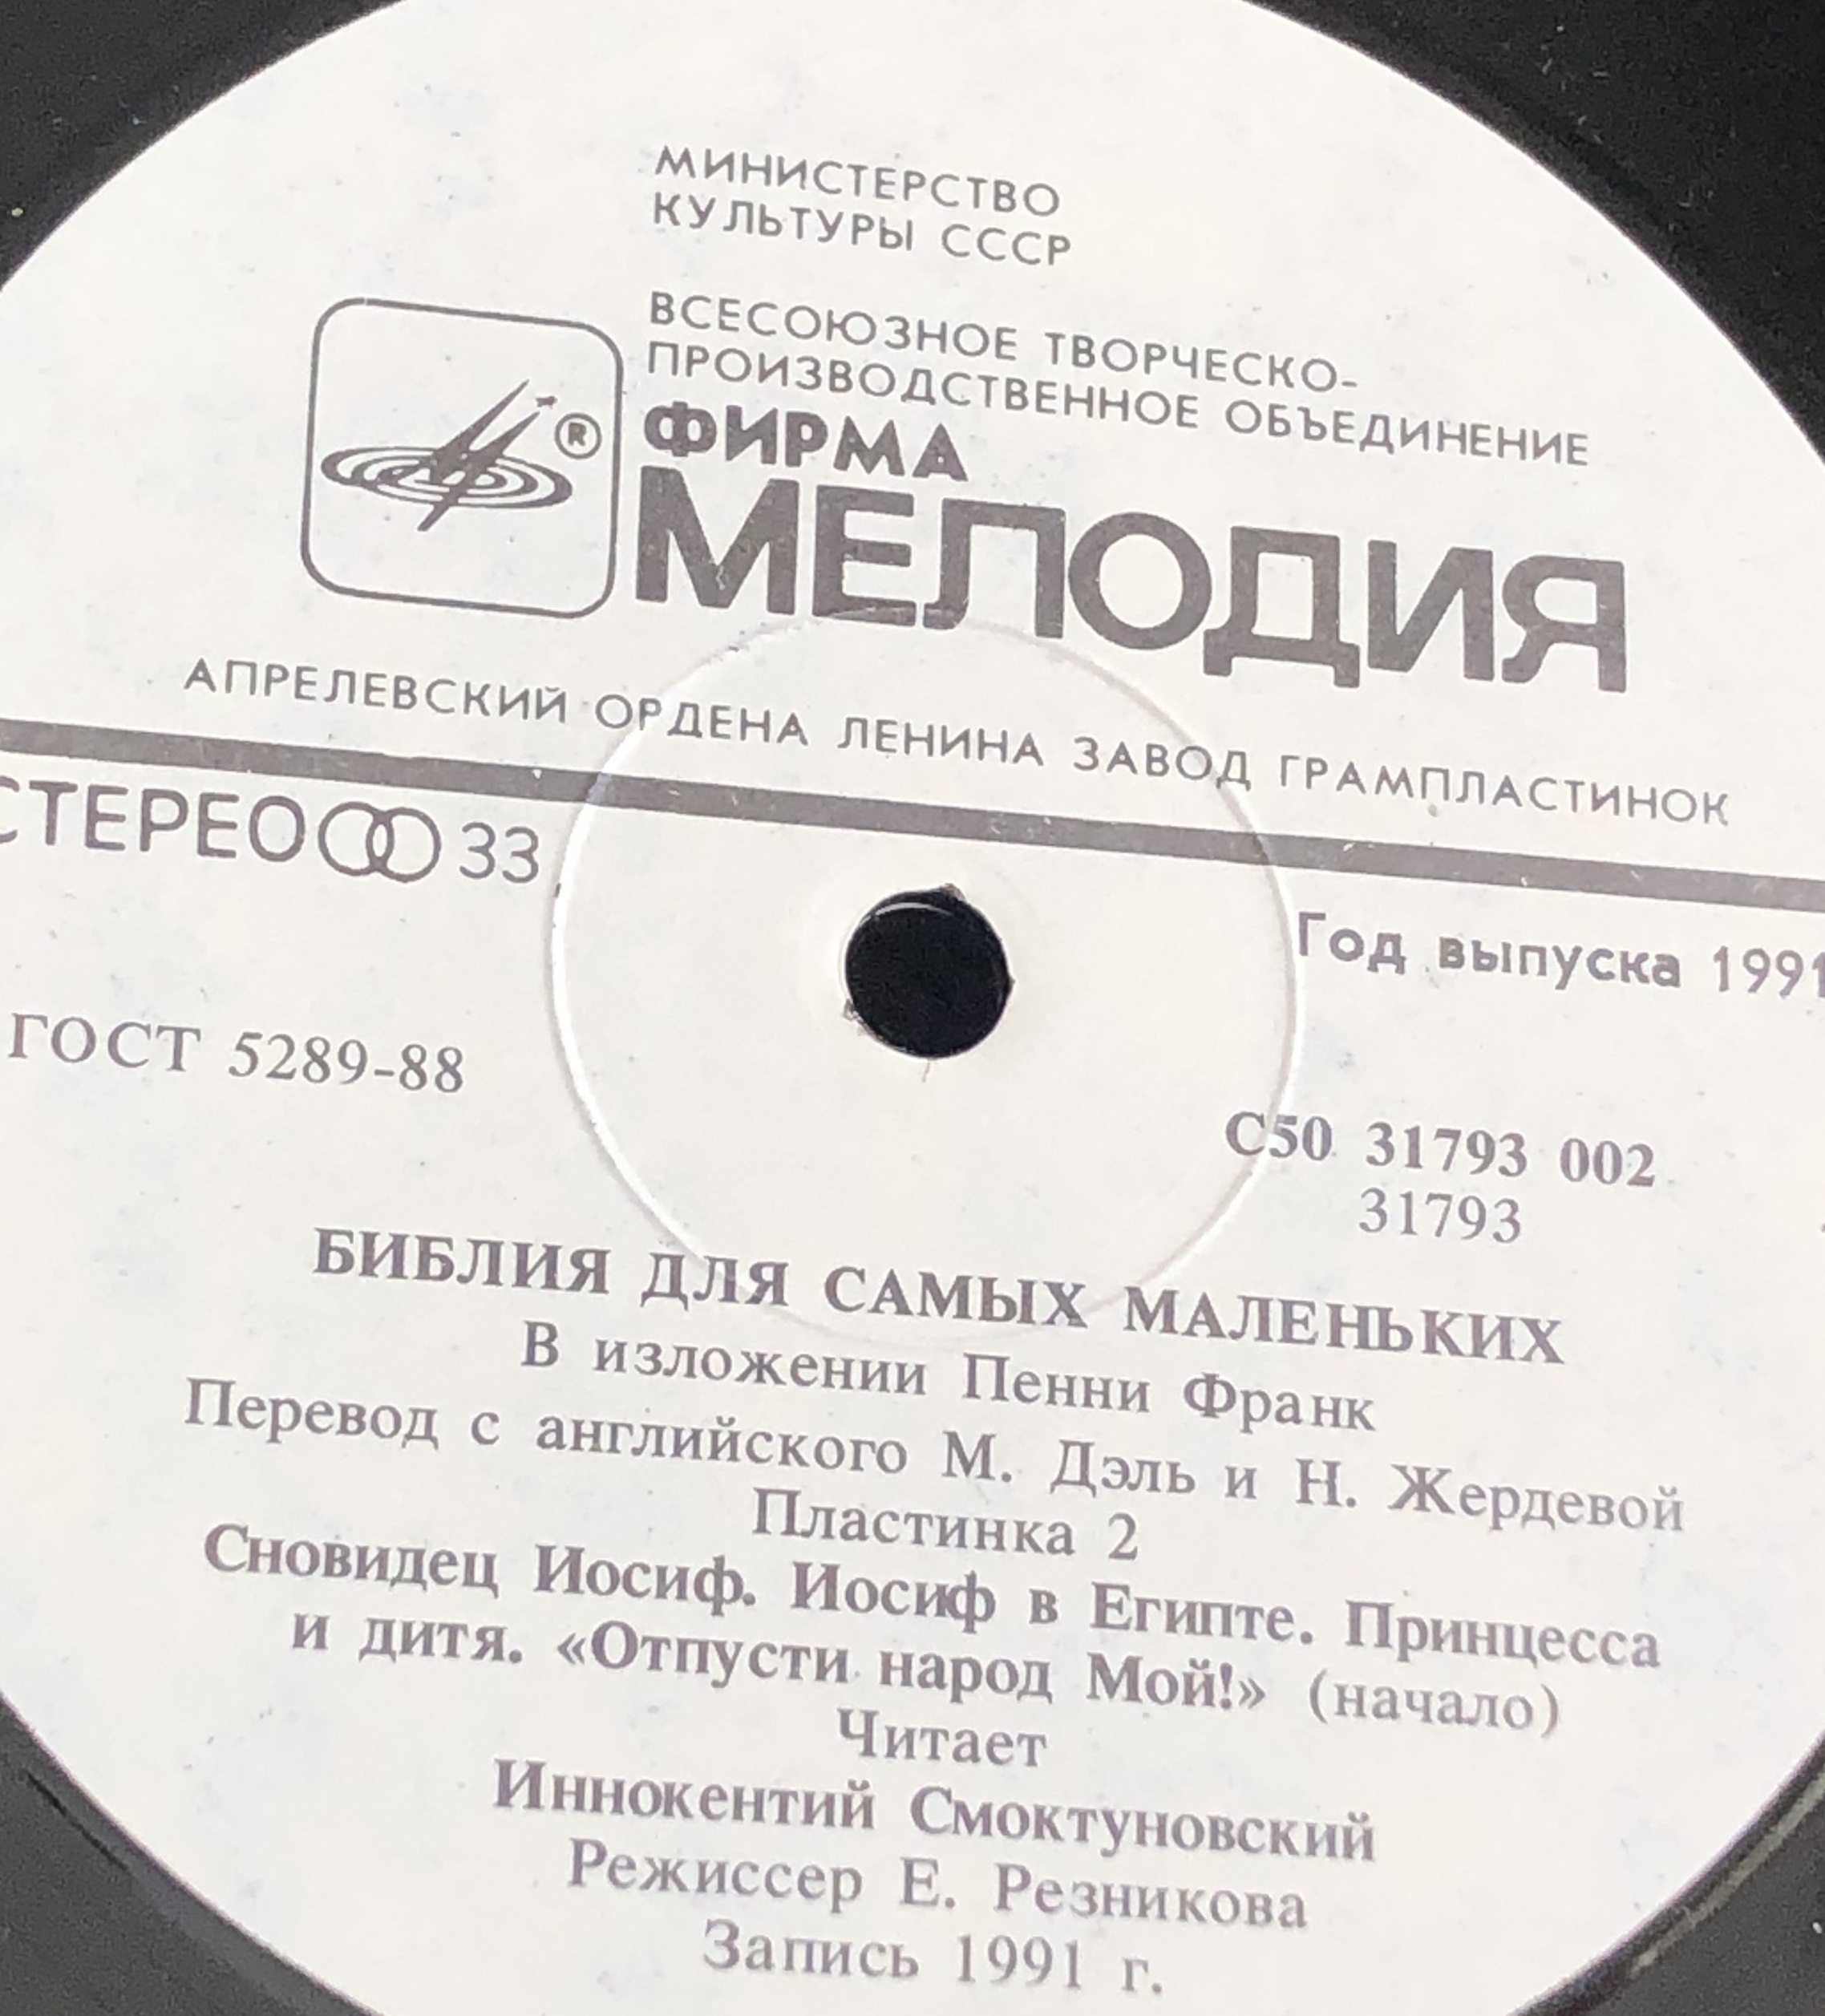 МИНИСТЕРСТВО
КУЛЬТУРЫ СССР
ВСЕСОЮЗНОЕ ТВОРЧЕСКО-
ПРОИЗВОДСТВЕННОЕ ОБЪЕДИНЕНИЕ
ФИРМА
МЕЛОДИЯ
®
АПРЕЛЕВСКИЙ ОРДЕНА ЛЕНИНА ЗАВОД ГРАМПЛАСТИНОК
СТЕРЕО 33
Год выпуска 1991
ГОСТ 5289-88
С50 31793 002
31793
БИБЛИЯ ДЛЯ САМЫХ МАЛЕНЬКИХ
В изложении Пенни Франк
Перевод с английского М. Дэль и Н. Жердевой
Пластинка 2
Сновидец Иосиф. Иосиф в Египте. Принцесса
и дитя. «Отпусти народ Мой!» (начало)
Читает
Иннокентий Смоктуновский
Режиссер Е. Резникова
Запись 1991 г.